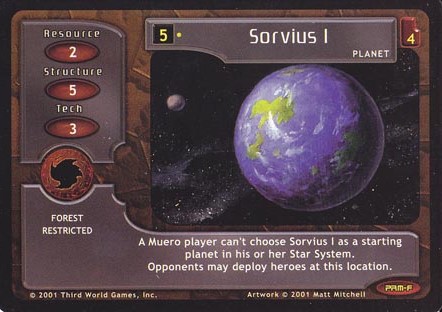 Resource
2
Structure
5
Tech
3
FOREST
RESTRICTED
5
Sorvius I
PLANET
4
A Muero player can't choose Sorvius I as a starting
planet in his or her Star System.
Opponents may deploy heroes at this location.
PRM-F
© 2001 Third World Games, Inc.
Artwork © 2001 Matt Mitchell